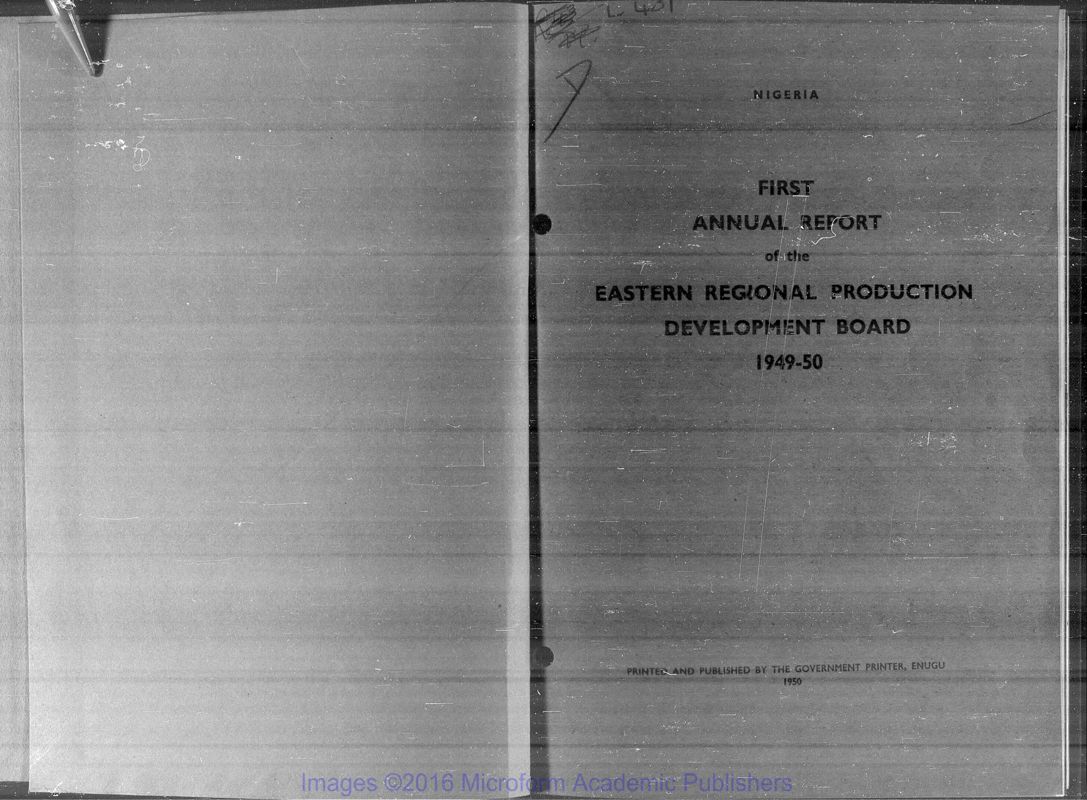 NIGERIA
FIRST
ANNUAL REPORT
of the
EASTERN REGIONAL PRODUCTION
DEVELOPMENT BOARD
1949-50
PRINTED AND PUBLISHED BY THE GOVERNMENT PRINTER, ENUGU
1950
Images ©2016 Microform Academic Publishers